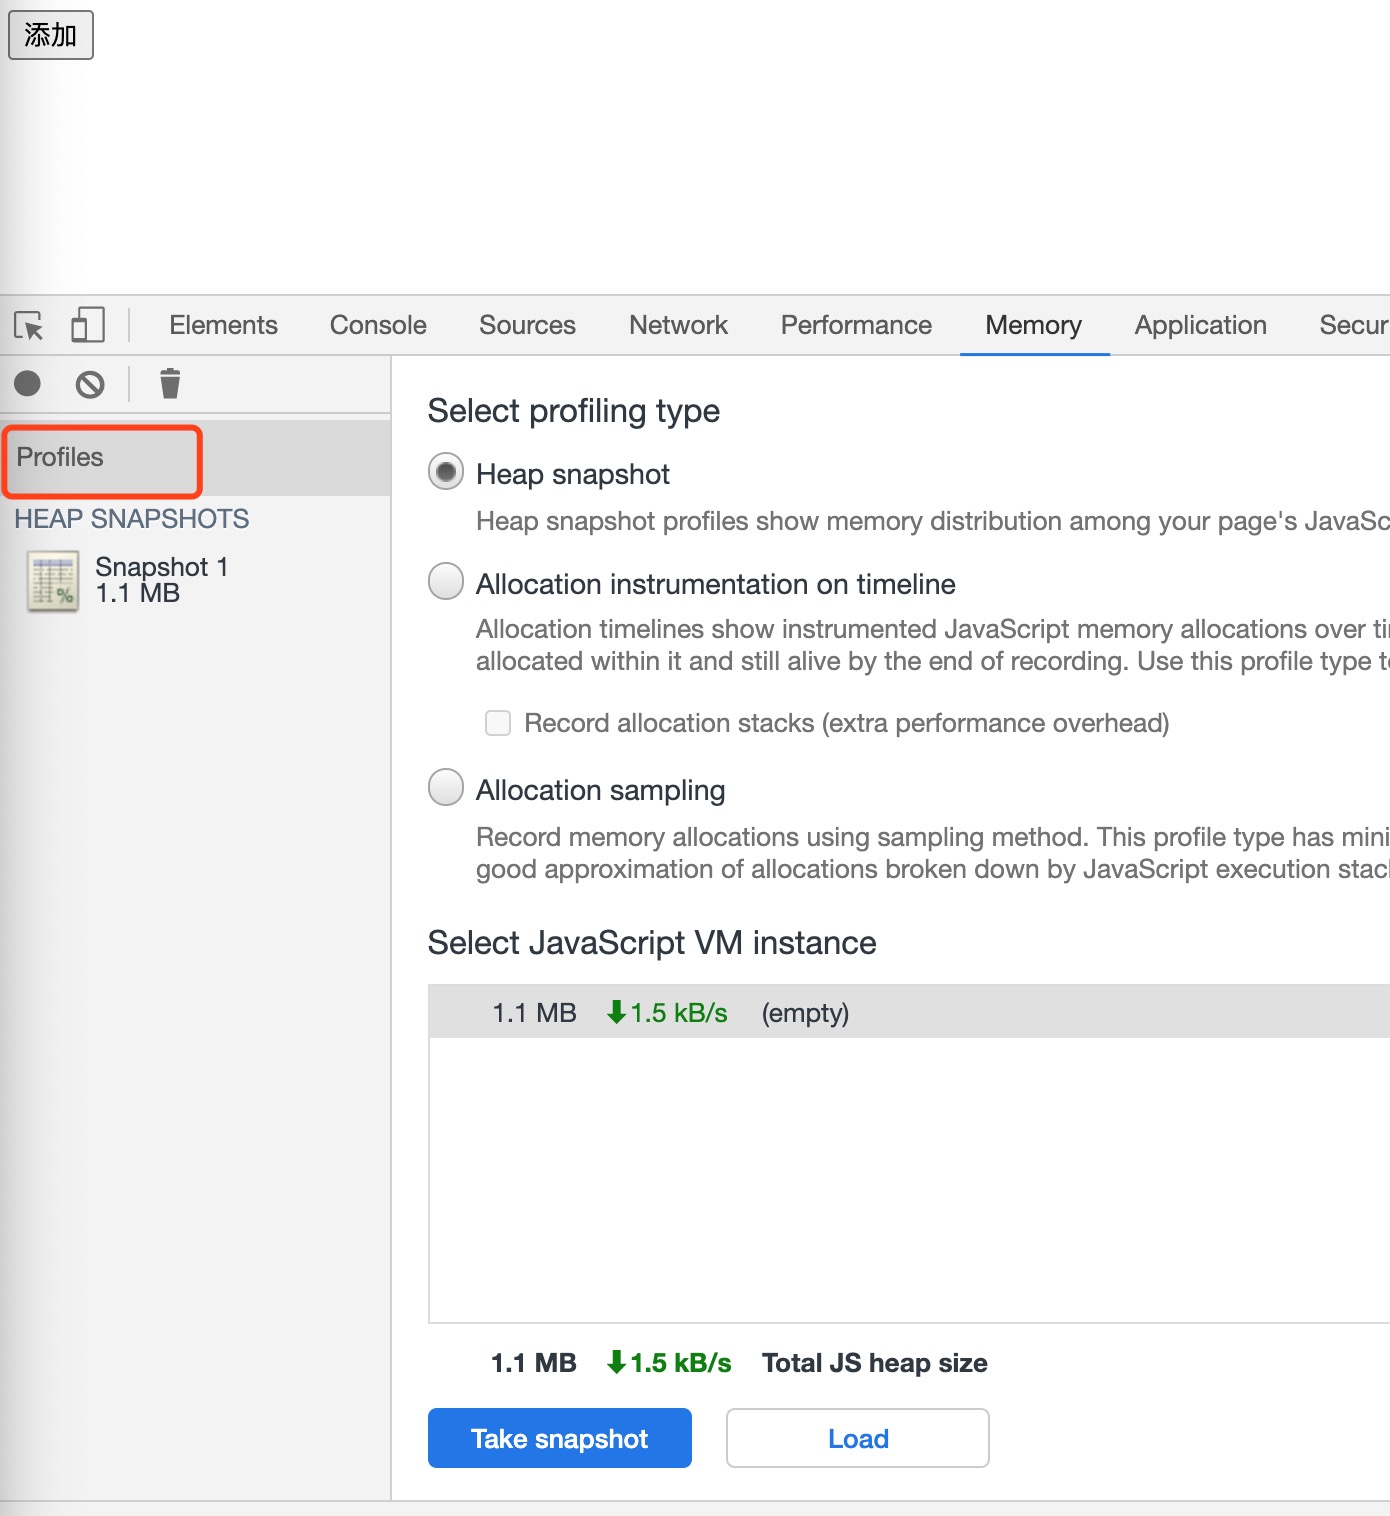 添加
Elements Console Sources Network Performance Memory Application Secur
Profiles
HEAP SNAPSHOTS
Snapshot 1
1.1 MB
Select profiling type
Heap snapshot
Heap snapshot profiles show memory distribution among your page's JavaSc
Allocation instrumentation on timeline
Allocation timelines show instrumented JavaScript memory allocations over ti
allocated within it and still alive by the end of recording. Use this profile type t
Record allocation stacks (extra performance overhead)
Allocation sampling
Record memory allocations using sampling method. This profile type has mini
good approximation of allocations broken down by JavaScript execution stac
Select JavaScript VM instance
1.1 MB 1.5 kB/s (empty)
1.1 MB 1.5 kB/s Total JS heap size
Take snapshot Load